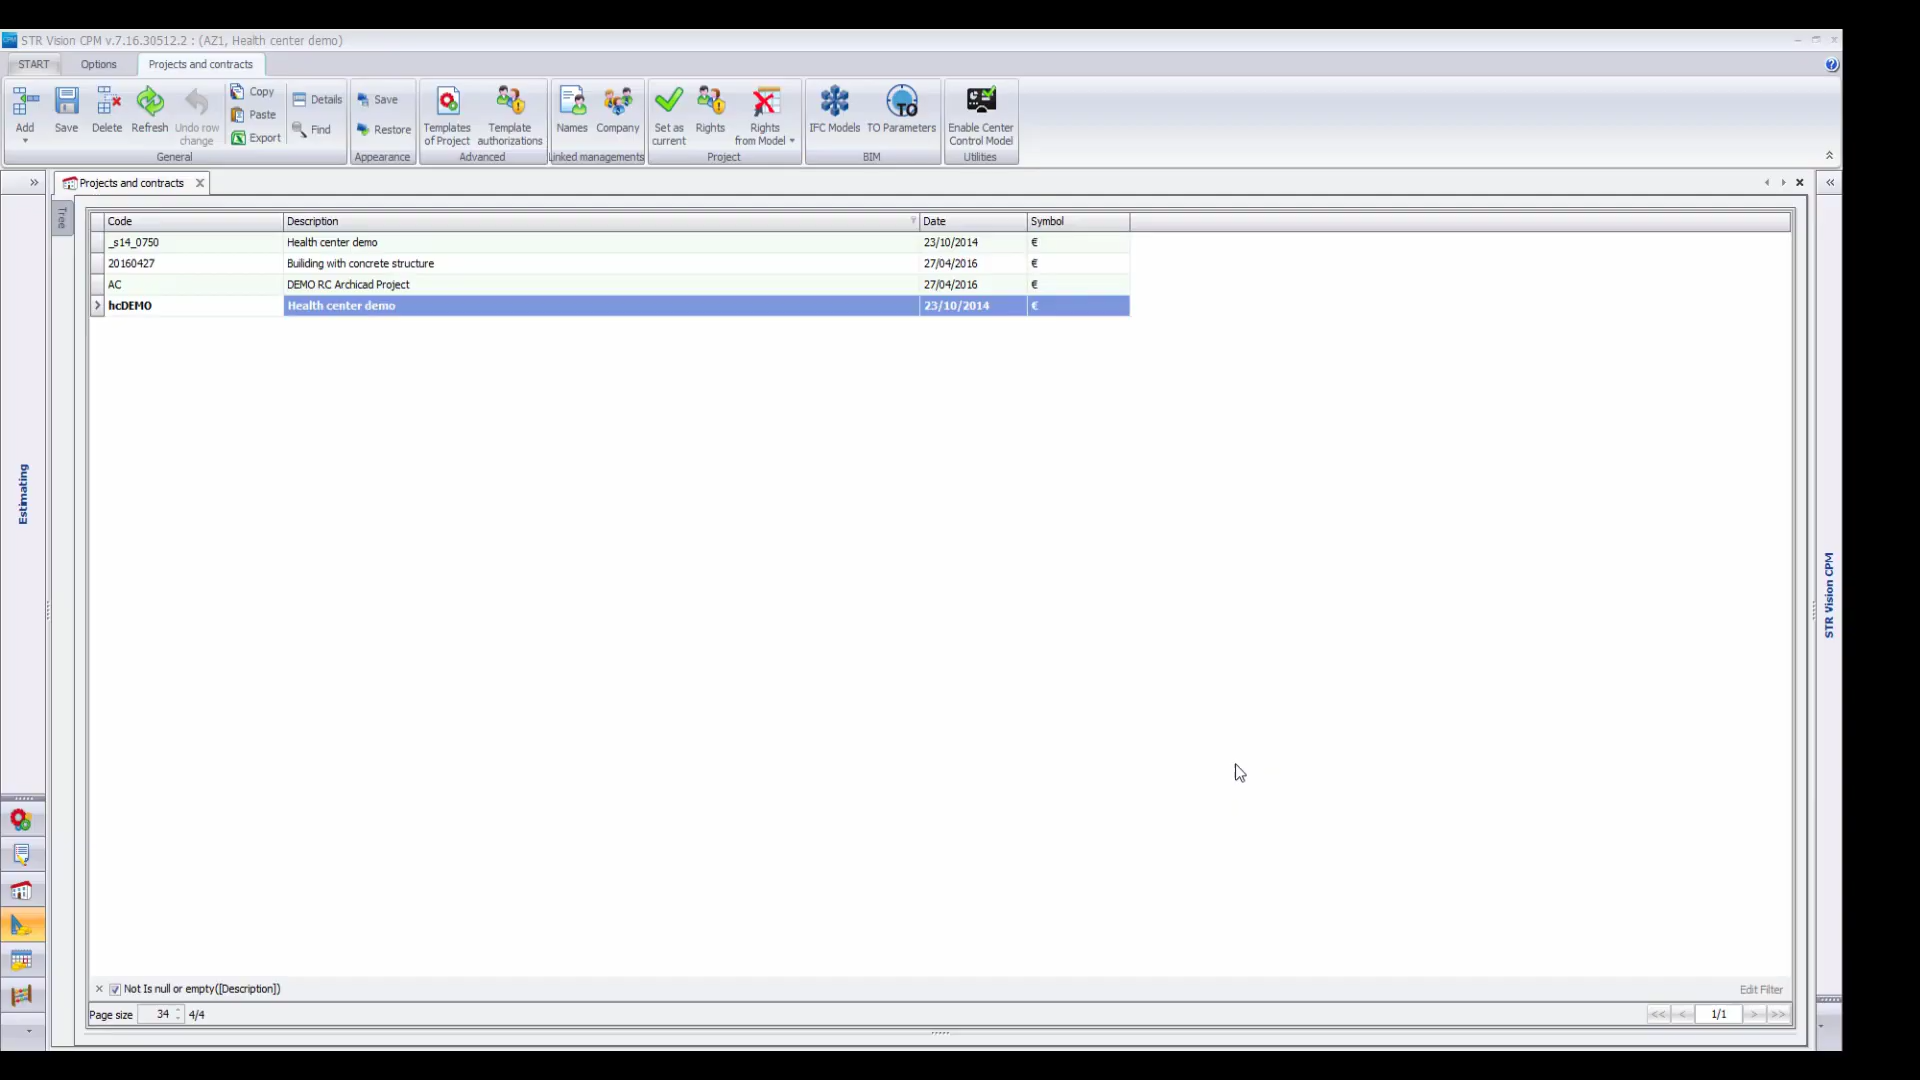 STR Vision CPM v.7.16.30512.2 : (AZ1, Health center demo)
START Options Projects and contracts
Add Save Delete Refresh Undo row change Copy Paste Export Details Find
General
Save Restore
Appearance
Templates of Project Template authorizations
Advanced
Names Company
Linked managements
Set as current Rights Rights from Model
Project
IFC Models TO Parameters
BIM
Enable Center Control Model
Utilities
Projects and contracts
Tree
Code Description Date Symbol
_s14_0750 Health center demo 23/10/2014 €
20160427 Builiding with concrete structure 27/04/2016 €
AC DEMO RC Archicad Project 27/04/2016 €
hcDEMO Health center demo 23/10/2014 €
Estimating
STR Vision CPM
Not Is null or empty([Description]) Edit Filter
Page size 34 4/4 << < 1/1 > >>